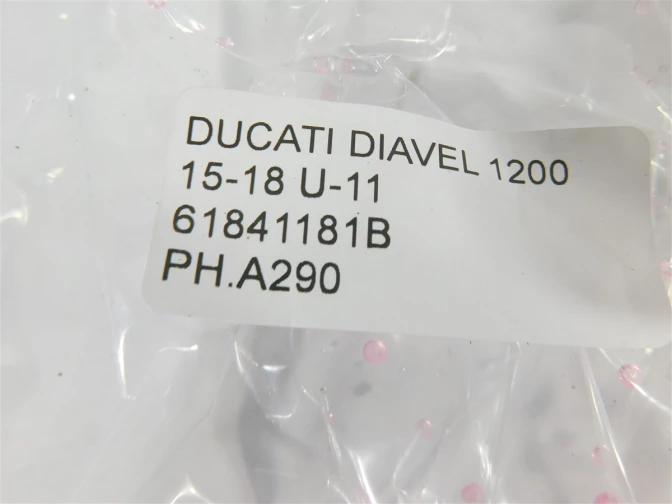 DUCATI DIAVEL 1200
15-18 U-11
61841181B
PH.A290